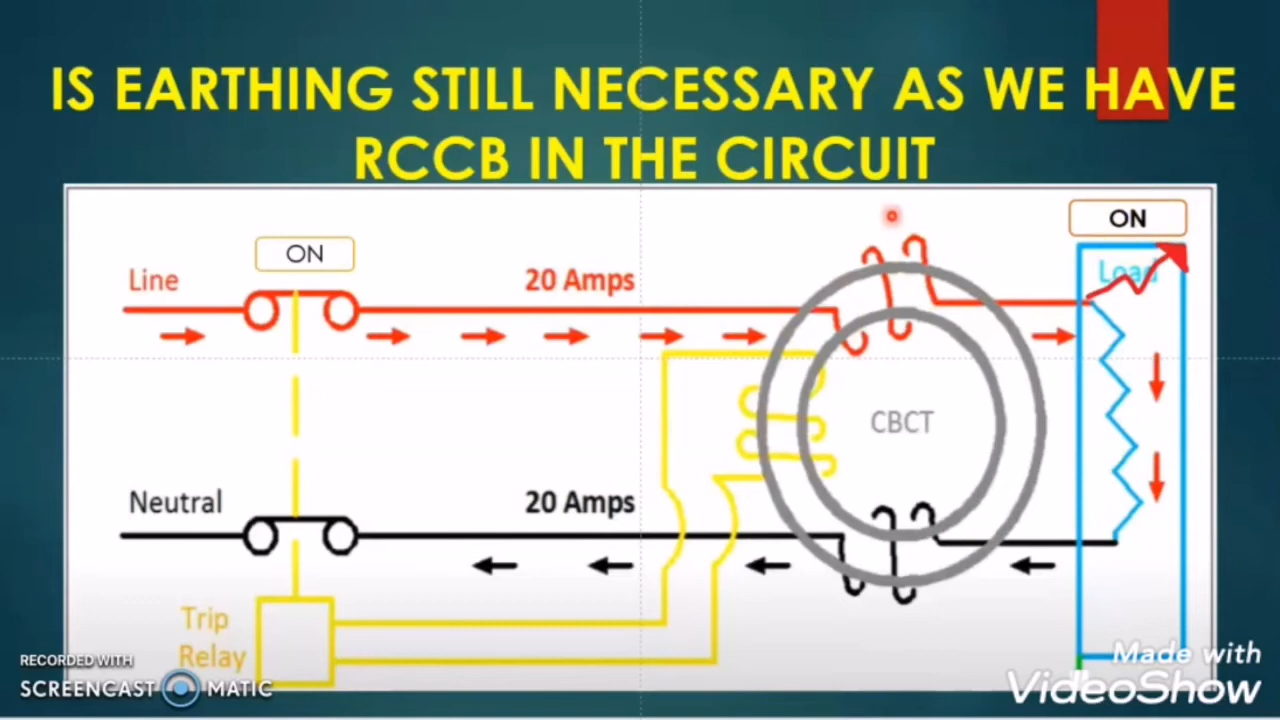 IS EARTHING STILL NECESSARY AS WE HAVE
RCCB IN THE CIRCUIT
ON
ON
Line
20 Amps
Load
CBCT
Neutral
20 Amps
Trip
Relay
RECORDED WITH
SCREENCAST MATIC
Made with
VideoShow